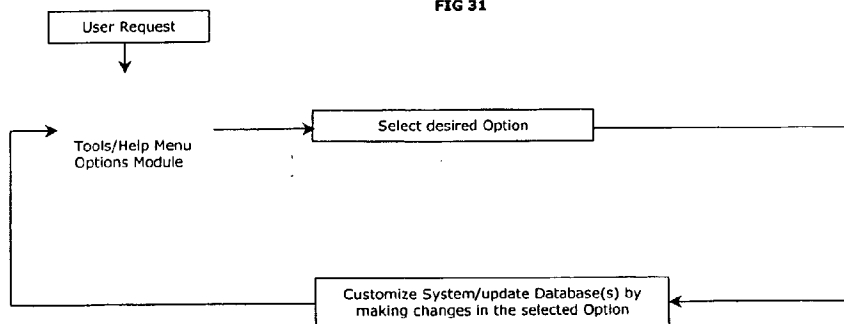 FIG 31
User Request
Select desired Option
Tools/Help Menu
Options Module
Customize System/update Database(s) by
making changes in the selected Option